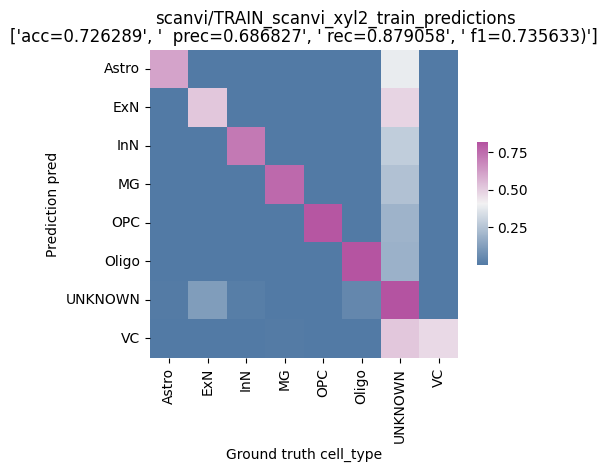 scanvi/TRAIN_scanvi_xyl2_train_predictions
['acc=0.726289', '  prec=0.686827', ' rec=0.879058', ' f1=0.735633)']
Astro
ExN
InN
MG
OPC
Oligo
UNKNOWN
VC
Prediction pred
0.75
0.50
0.25
Astro
ExN
InN
MG
OPC
Oligo
UNKNOWN
VC
Ground truth cell_type